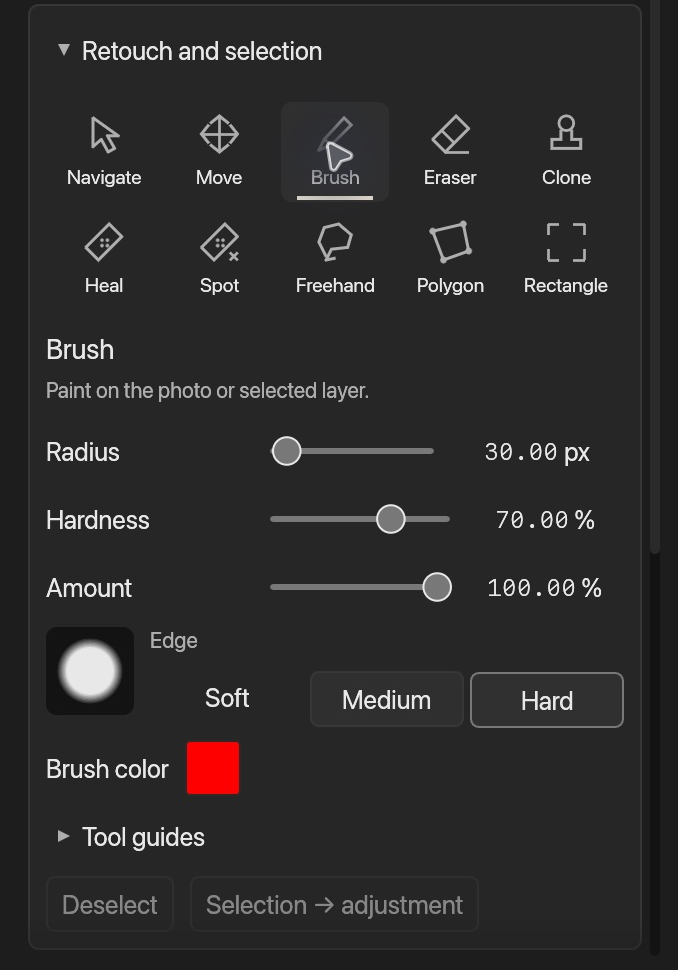 Retouch and selection
Navigate Move Brush Eraser Clone
Heal Spot Freehand Polygon Rectangle
Brush
Paint on the photo or selected layer.
Radius 30.00 px
Hardness 70.00 %
Amount 100.00 %
Edge
Soft Medium Hard
Brush color
Tool guides
Deselect Selection → adjustment